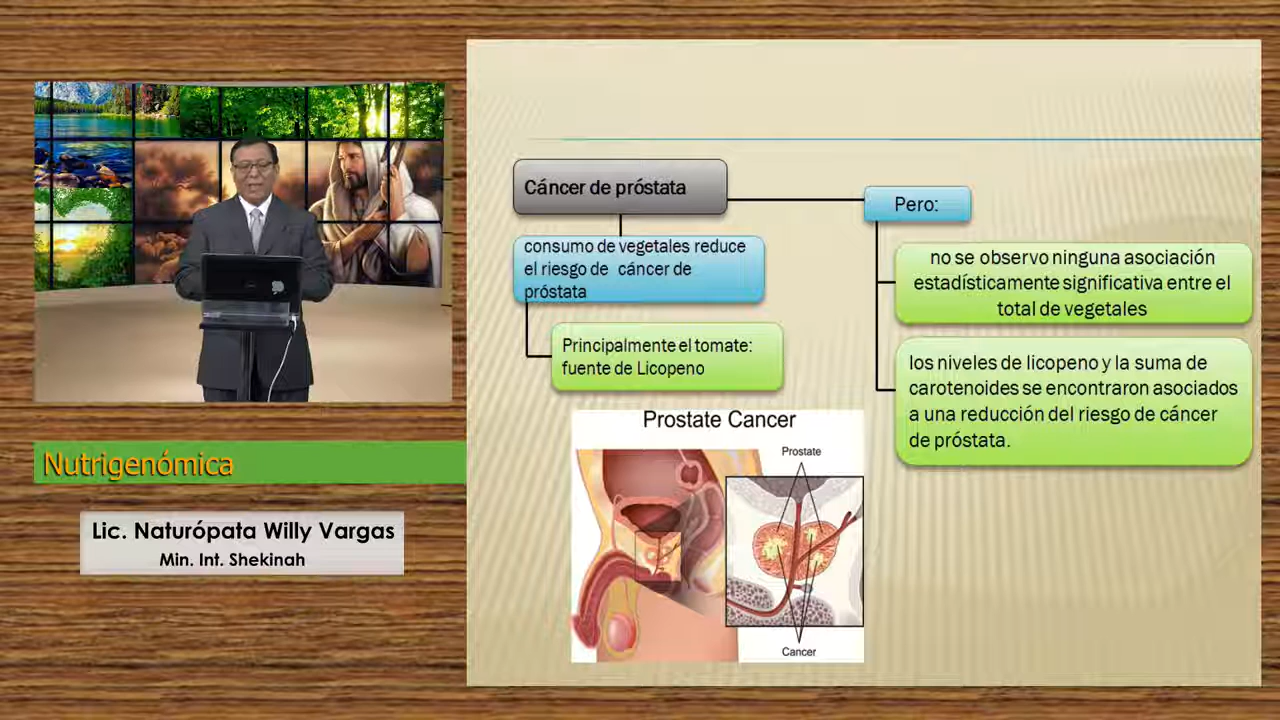 Cáncer de próstata
consumo de vegetales reduce
el riesgo de cáncer de
próstata
Principalmente el tomate:
fuente de Licopeno
Pero:
no se observo ninguna asociación
estadísticamente significativa entre el
total de vegetales
los niveles de licopeno y la suma de
carotenoides se encontraron asociados
a una reducción del riesgo de cáncer
de próstata.
Prostate Cancer
Prostate
Cancer
Nutrigenómica
Lic. Naturópata Willy Vargas
Min. Int. Shekinah